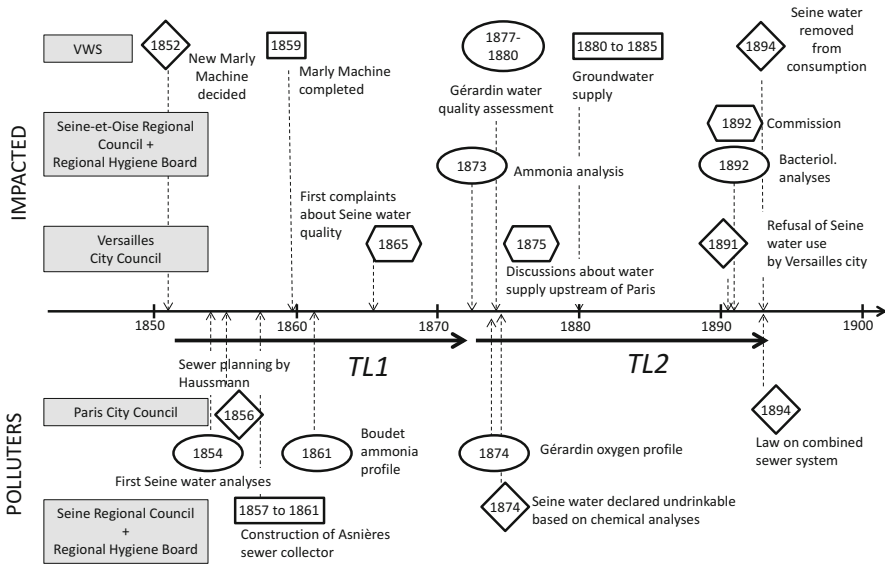 IMPACTED
VWS
1852
New Marly
Machine
decided
1859
Marly Machine
completed
1877-
1880
Gérardin water
quality assessment
1880 to 1885
Groundwater
supply
1894
Seine water
removed
from
consumption
Seine-et-Oise Regional
Council +
Regional Hygiene Board
1873
Ammonia analysis
1892
Commission
1892
Bacteriol.
analyses
Versailles
City Council
First complaints
about Seine water
quality
1865
1875
Discussions about water
supply upstream of Paris
1891
Refusal of Seine
water use
by Versailles city
1850
1860
1870
1880
1890
1900
TL1
TL2
POLLUTERS
Sewer planning by
Haussmann
Paris City Council
1856
1854
First Seine water analyses
1861
Boudet
ammonia
profile
1874
Gérardin oxygen profile
1894
Law on combined
sewer system
Seine Regional Council
+
Regional Hygiene Board
1857 to 1861
Construction of Asnières
sewer collector
1874
Seine water declared undrinkable
based on chemical analyses